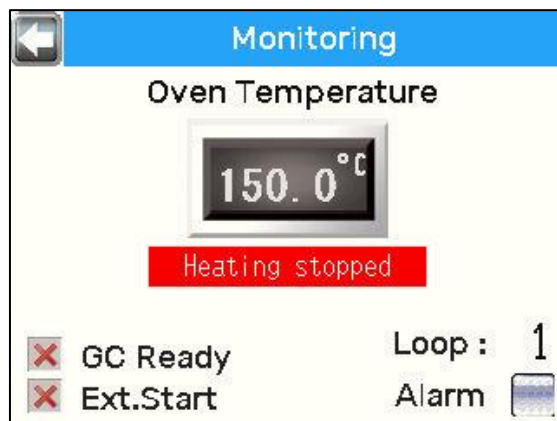 Monitoring
Oven Temperature
150.0°C
Heating stopped
GC Ready
Loop : 1
Ext.Start
Alarm